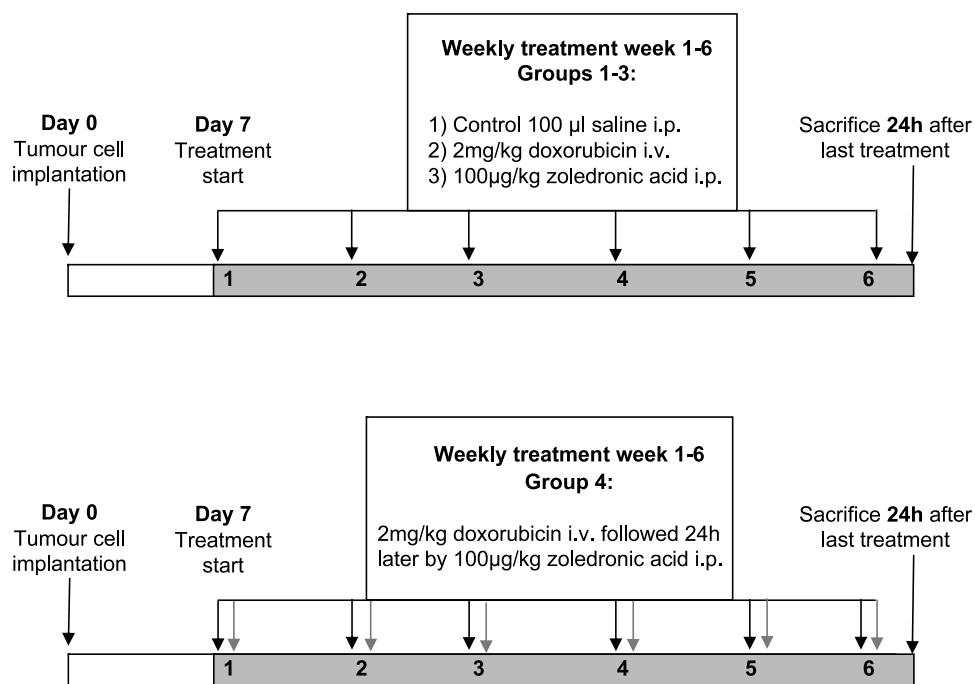 Weekly treatment week 1-6
Groups 1-3:
1) Control 100 µl saline i.p.
2) 2mg/kg doxorubicin i.v.
3) 100µg/kg zoledronic acid i.p.
Day 0
Tumour cell
implantation
Day 7
Treatment
start
Sacrifice 24h after
last treatment
1 2 3 4 5 6
Weekly treatment week 1-6
Group 4:
2mg/kg doxorubicin i.v. followed 24h
later by 100µg/kg zoledronic acid i.p.
Day 0
Tumour cell
implantation
Day 7
Treatment
start
Sacrifice 24h after
last treatment
1 2 3 4 5 6